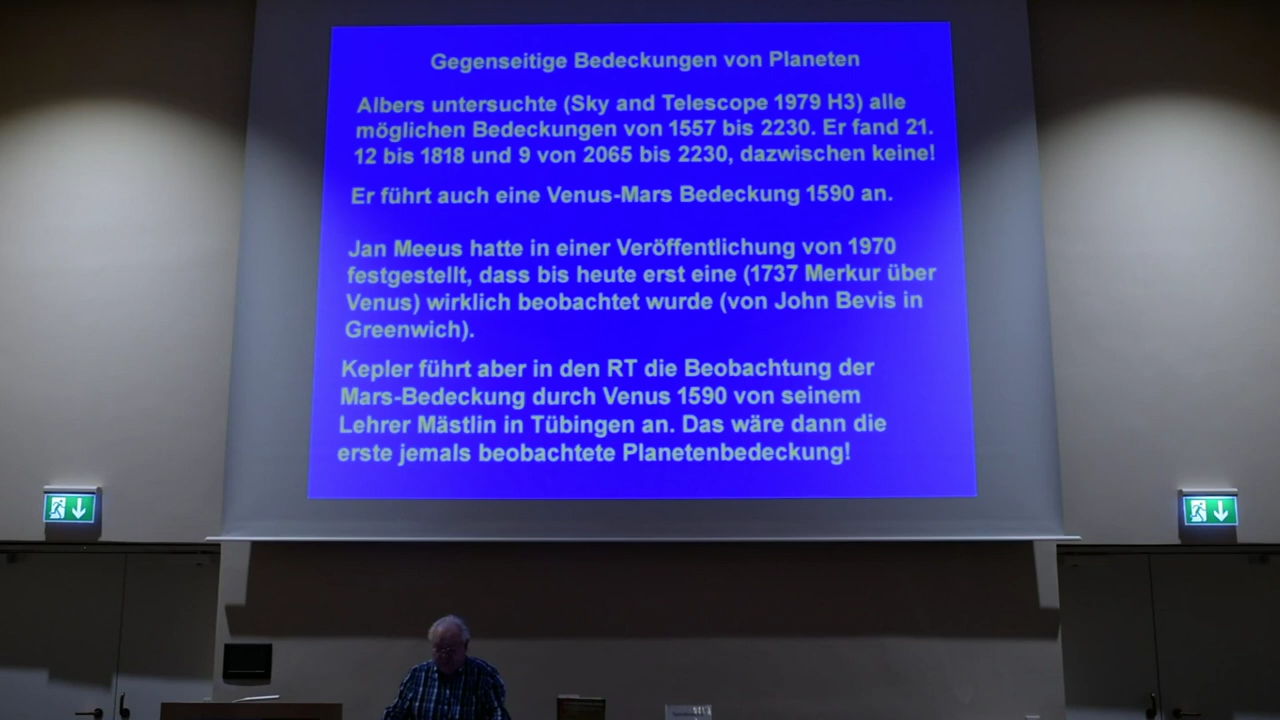 Gegenseitige Bedeckungen von Planeten
Albers untersuchte (Sky and Telescope 1979 H3) alle
möglichen Bedeckungen von 1557 bis 2230. Er fand 21.
12 bis 1818 und 9 von 2065 bis 2230, dazwischen keine!
Er führt auch eine Venus-Mars Bedeckung 1590 an.
Jan Meeus hatte in einer Veröffentlichung von 1970
festgestellt, dass bis heute erst eine (1737 Merkur über
Venus) wirklich beobachtet wurde (von John Bevis in
Greenwich).
Kepler führt aber in den RT die Beobachtung der
Mars-Bedeckung durch Venus 1590 von seinem
Lehrer Mästlin in Tübingen an. Das wäre dann die
erste jemals beobachtete Planetenbedeckung!